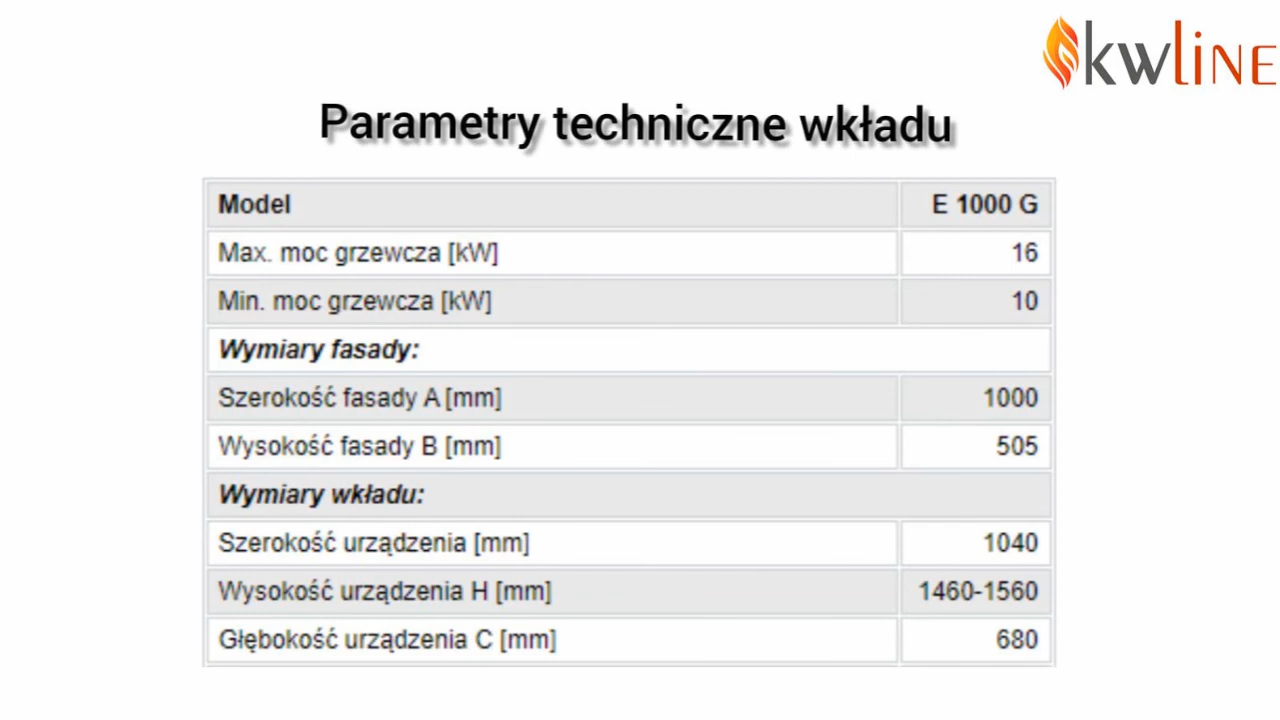 kwlINE
Parametry techniczne wkładu
Model E 1000 G
Max. moc grzewcza [kW] 16
Min. moc grzewcza [kW] 10
Wymiary fasady:
Szerokość fasady A [mm] 1000
Wysokość fasady B [mm] 505
Wymiary wkładu:
Szerokość urządzenia [mm] 1040
Wysokość urządzenia H [mm] 1460-1560
Głębokość urządzenia C [mm] 680